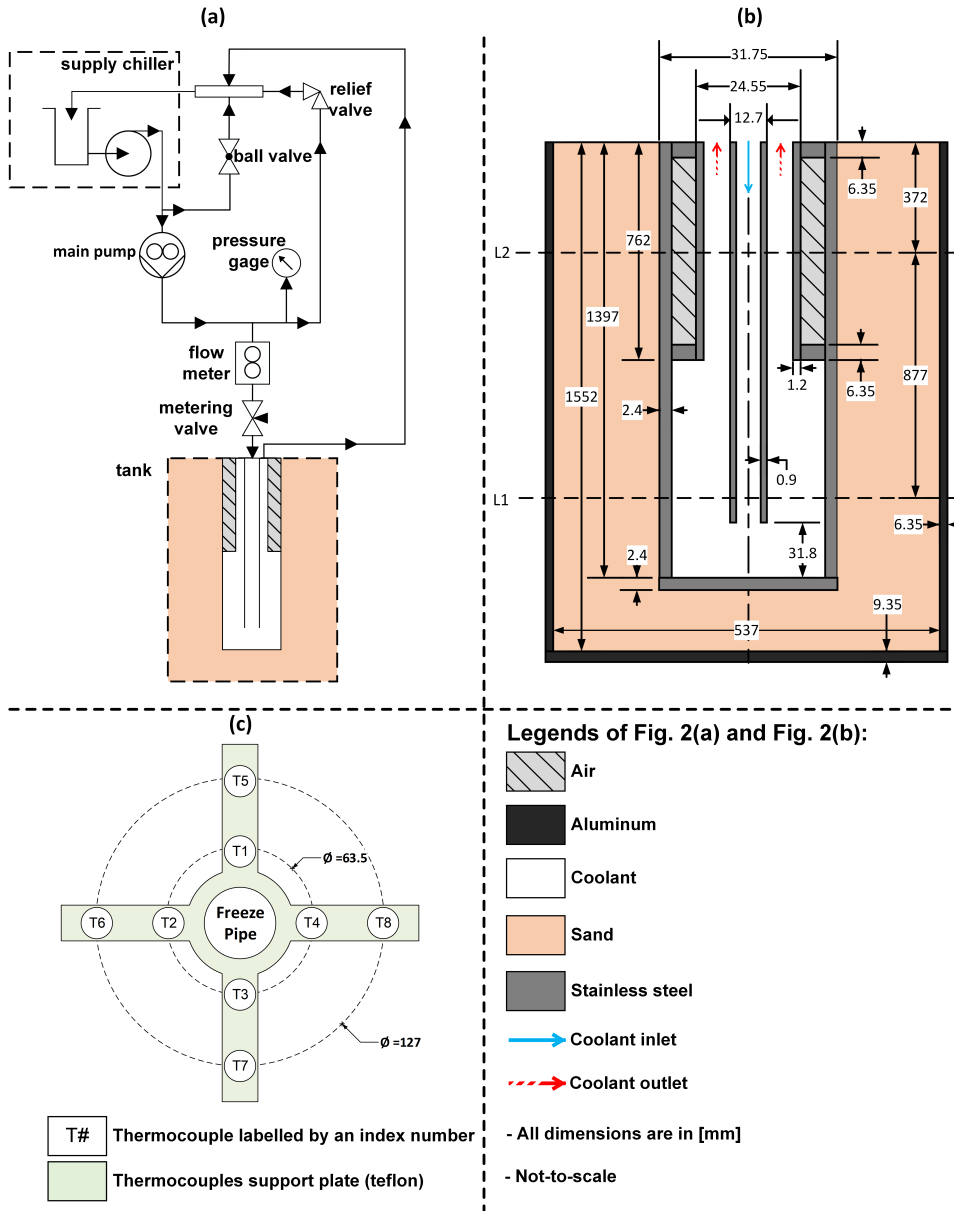 (a)
supply chiller
relief
valve
ball valve
main pump
pressure
gage
flow
meter
metering
valve
tank
(b)
31.75
24.55
12.7
6.35
372
762
L2
1397
1552
877
1.2
6.35
2.4
0.9
L1
6.35
31.8
2.4
9.35
537
(c)
T5
T1
Ø =63.5
T6
T2
Freeze
Pipe
T4
T8
T3
Ø =127
T7
T#
Thermocouple labelled by an index number
Thermocouples support plate (teflon)
Legends of Fig. 2(a) and Fig. 2(b):
Air
Aluminum
Coolant
Sand
Stainless steel
Coolant inlet
Coolant outlet
- All dimensions are in [mm]
- Not-to-scale